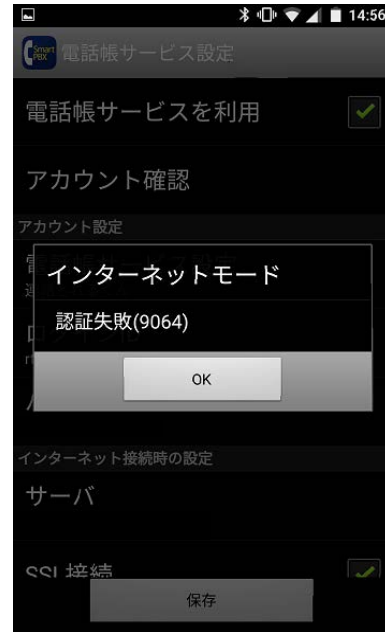 14:56
Smart
PBX
電話帳サービス設定
電話帳サービスを利用
アカウント確認
アカウント設定
インターネットモード
認証失敗(9064)
OK
インターネット接続時の設定
サーバ
SSL接続
保存